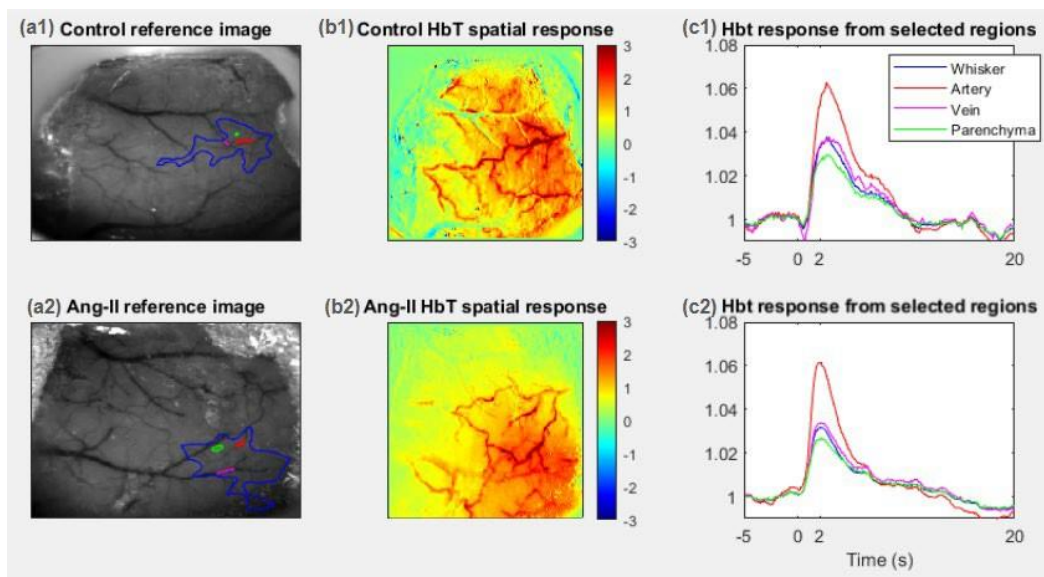 (a1) Control reference image
(b1) Control HbT spatial response
3
2
1
0
-1
-2
-3
(c1) Hbt response from selected regions
1.08
1.06
1.04
1.02
1
-5 0 2 20
Whisker
Artery
Vein
Parenchyma
(a2) Ang-II reference image
(b2) Ang-II HbT spatial response
3
2
1
0
-1
-2
-3
(c2) Hbt response from selected regions
1.08
1.06
1.04
1.02
1
-5 0 2 20
Time (s)